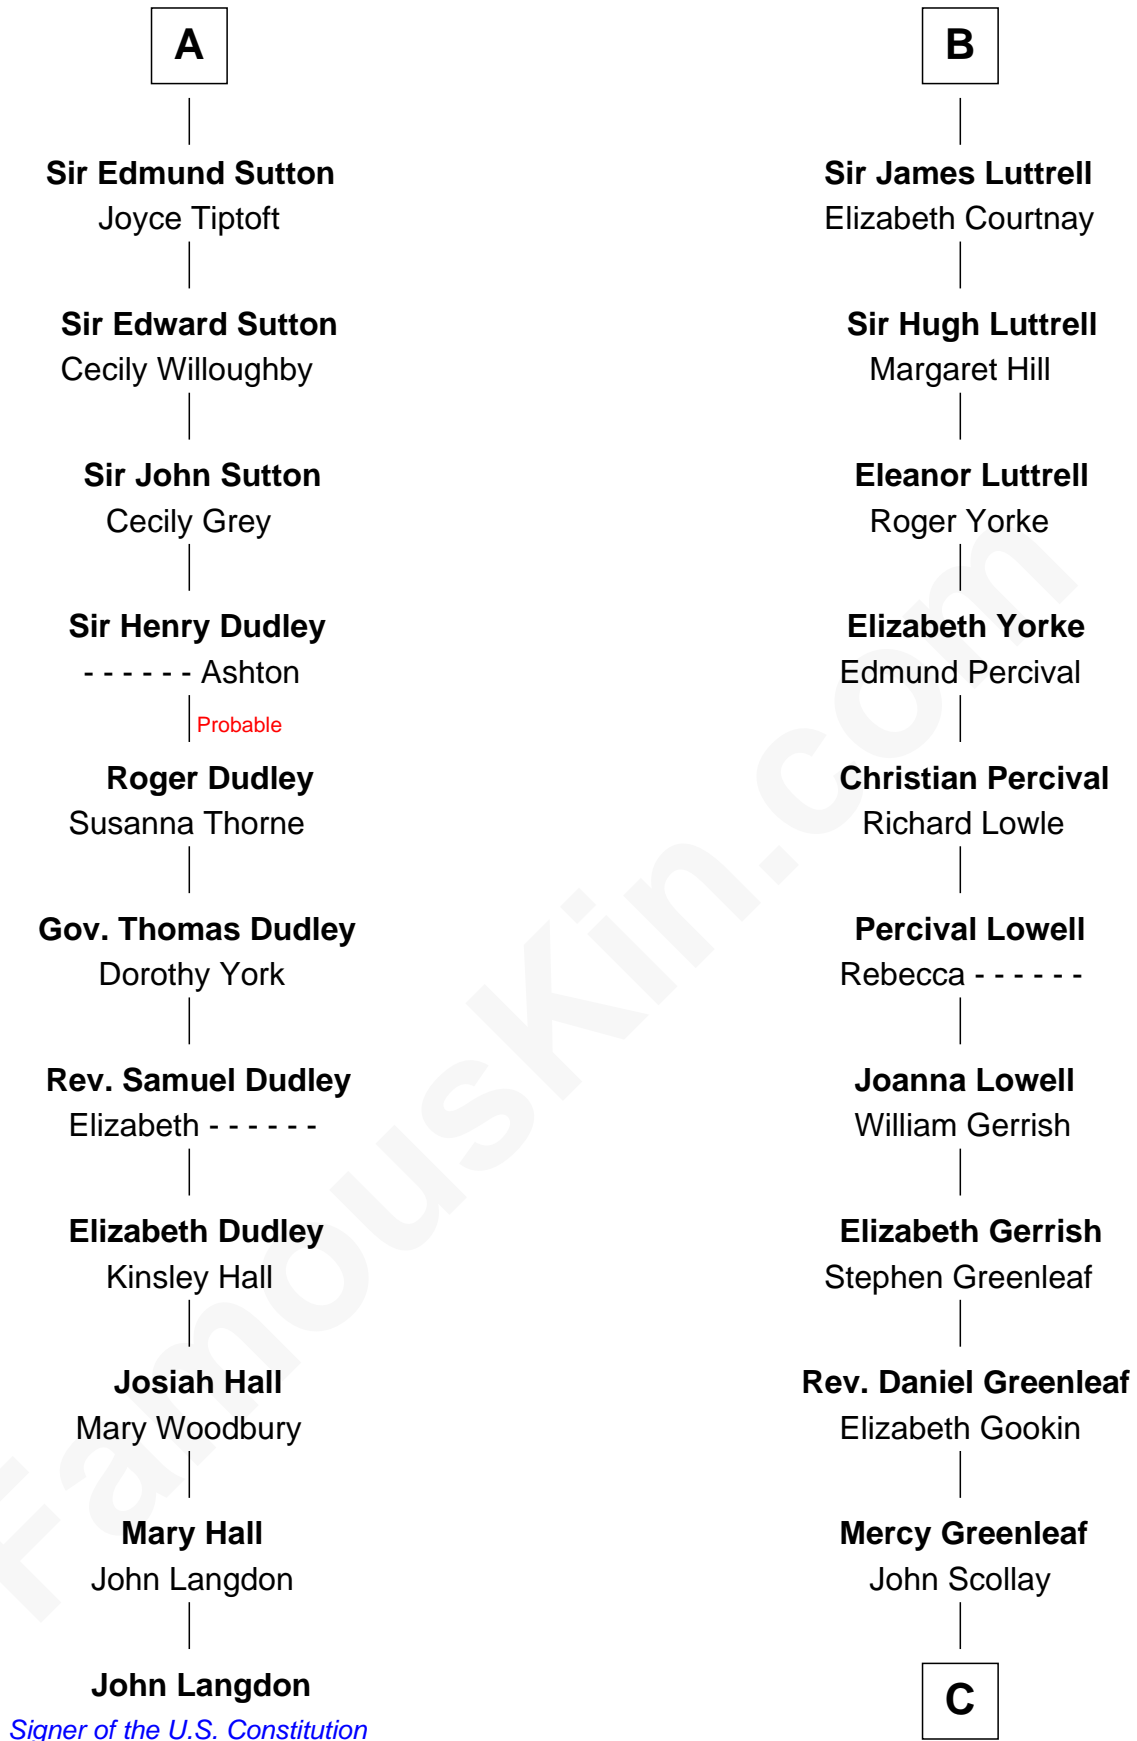 A
Sir Edmund Sutton
Joyce Tiptoft
Sir Edward Sutton
Cecily Willoughby
Sir John Sutton
Cecily Grey
Sir Henry Dudley
- - - - - - Ashton
Probable
Roger Dudley
Susanna Thorne
Gov. Thomas Dudley
Dorothy York
Rev. Samuel Dudley
Elizabeth - - - - - -
Elizabeth Dudley
Kinsley Hall
Josiah Hall
Mary Woodbury
Mary Hall
John Langdon
John Langdon
Signer of the U.S. Constitution
B
Sir James Luttrell
Elizabeth Courtnay
Sir Hugh Luttrell
Margaret Hill
Eleanor Luttrell
Roger Yorke
Elizabeth Yorke
Edmund Percival
Christian Percival
Richard Lowle
Percival Lowell
Rebecca - - - - - -
Joanna Lowell
William Gerrish
Elizabeth Gerrish
Stephen Greenleaf
Rev. Daniel Greenleaf
Elizabeth Gookin
Mercy Greenleaf
John Scollay
C
FamousKin.com